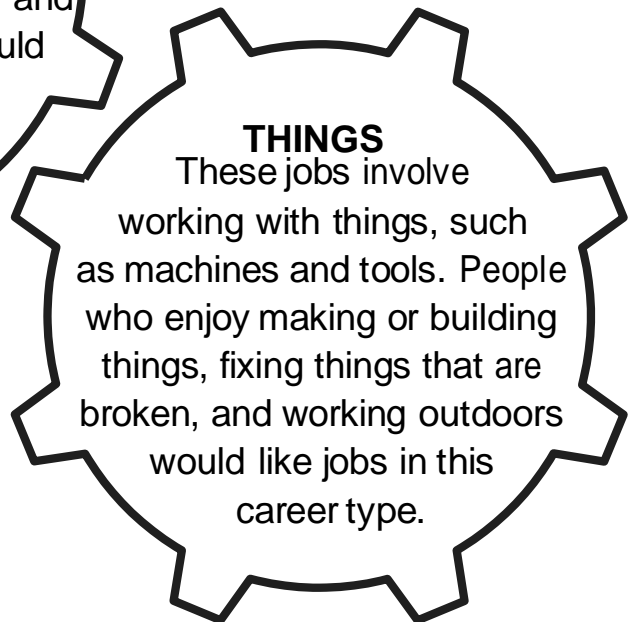 and
uld
THINGS
These jobs involve
working with things, such
as machines and tools. People
who enjoy making or building
things, fixing things that are
broken, and working outdoors
would like jobs in this
career type.